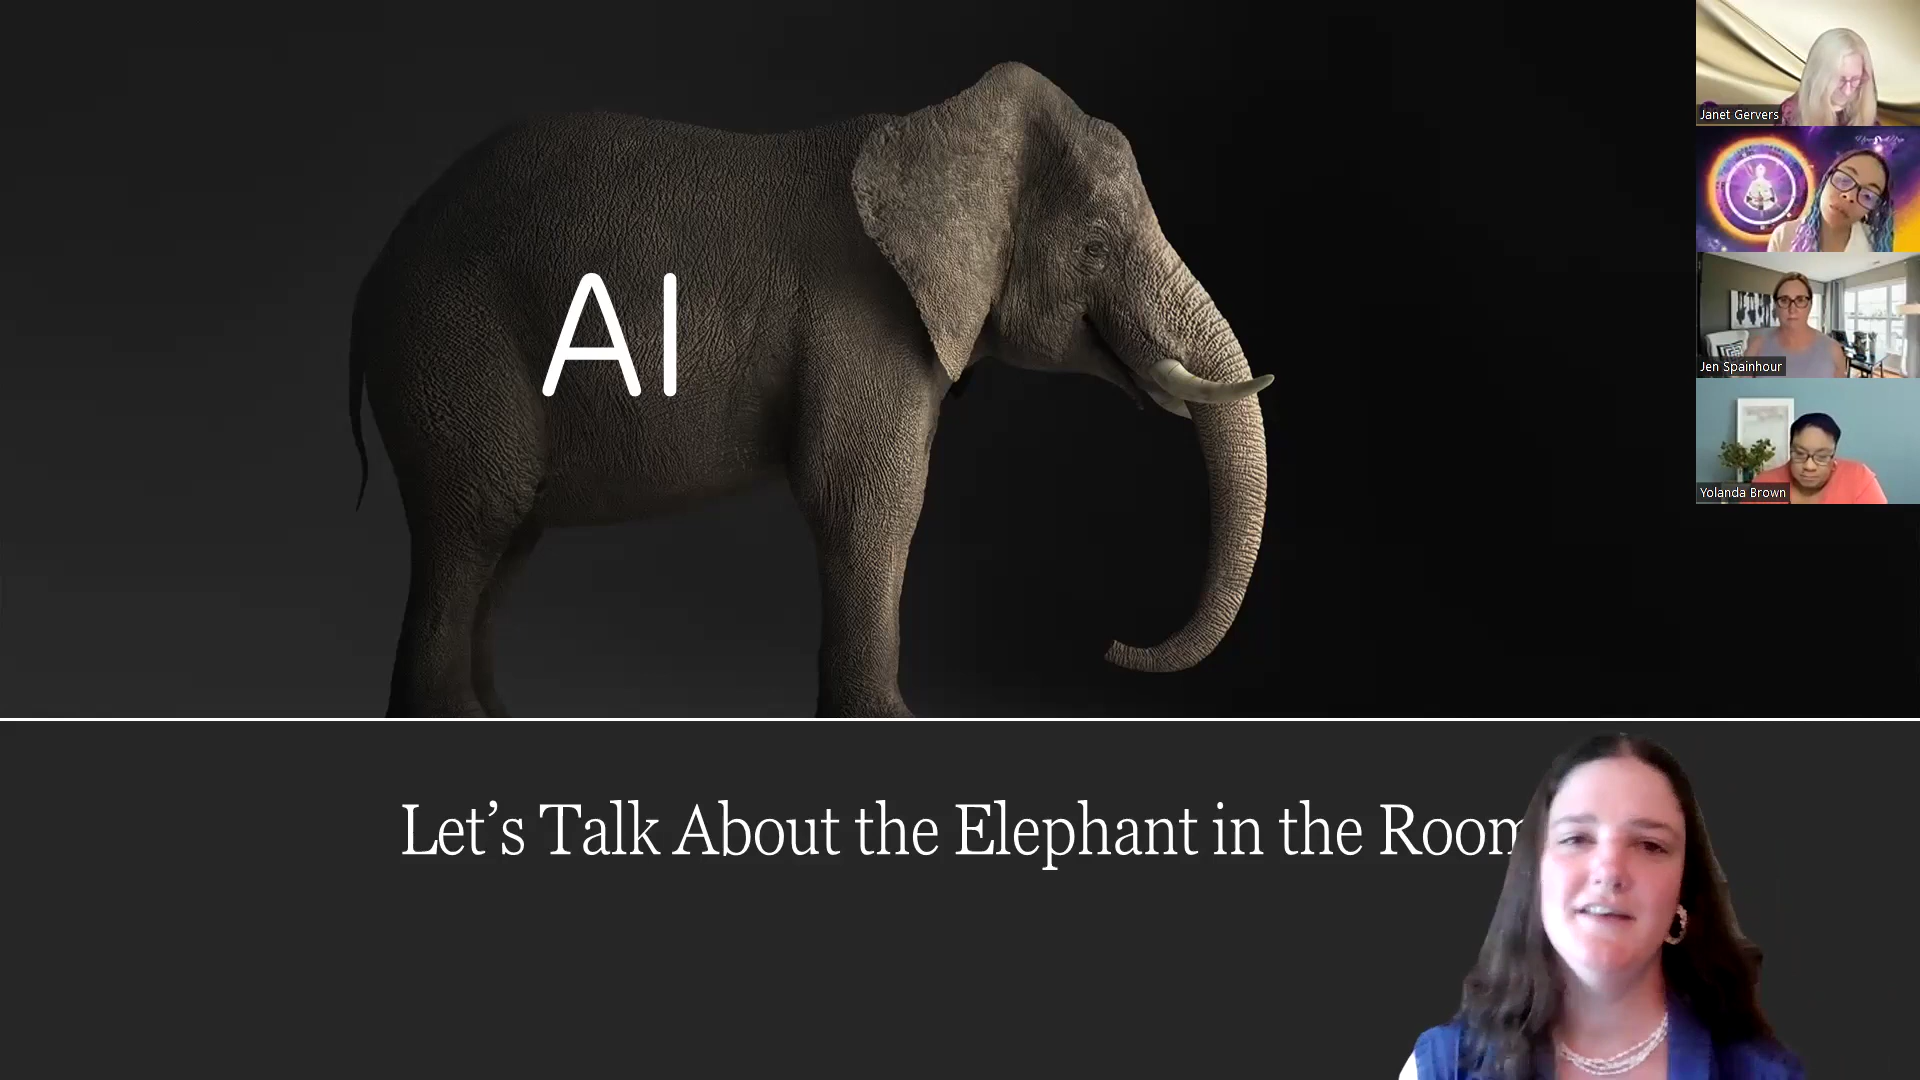 AI
Let’s Talk About the Elephant in the Room
Janet Gervers
Jen Spainhour
Yolanda Brown